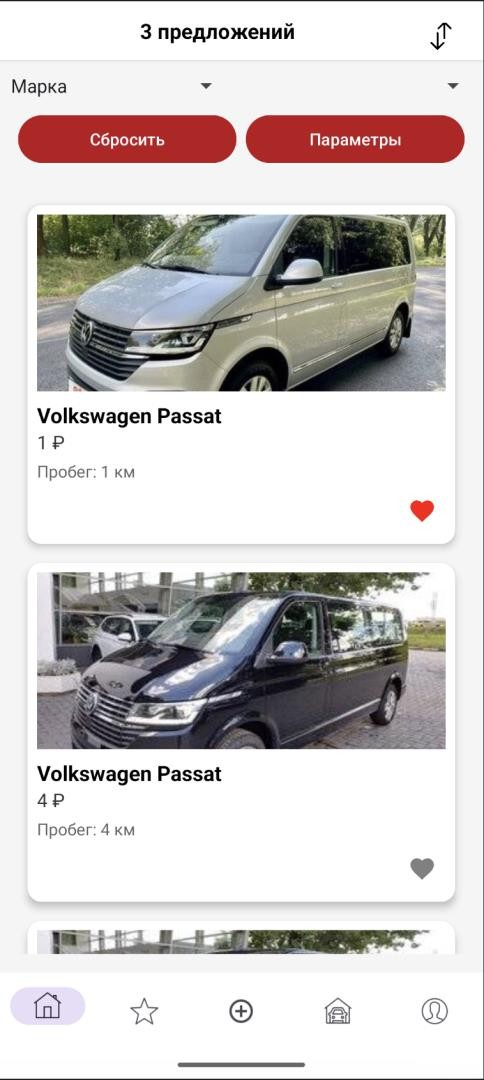 3 предложений
Марка
Сбросить
Параметры
Volkswagen Passat
1 ₽
Пробег: 1 км
Volkswagen Passat
4 ₽
Пробег: 4 км